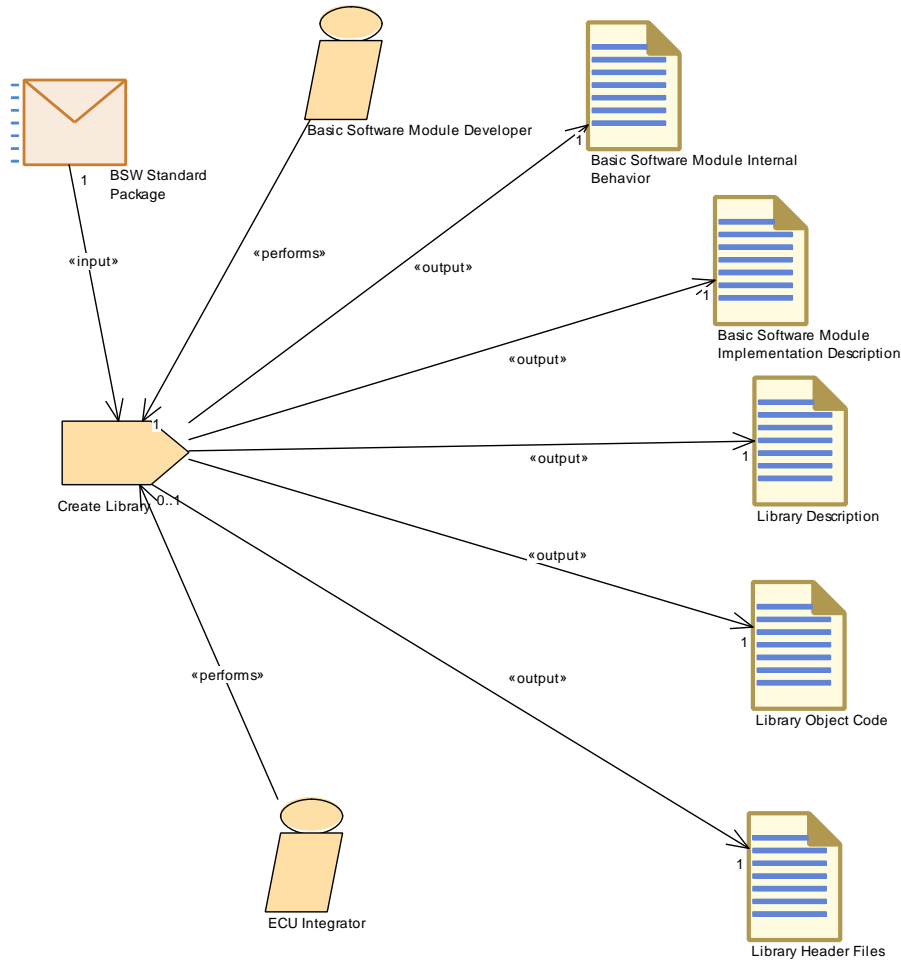 Basic Software Module Developer
1
Basic Software Module Internal
Behavior
1
BSW Standard
Package
«input»
«performs»
«output»
1
Basic Software Module
Implementation Description
«output»
1
Create Library
0..1
«output»
1
Library Description
«output»
1
Library Object Code
«performs»
«output»
1
Library Header Files
ECU Integrator